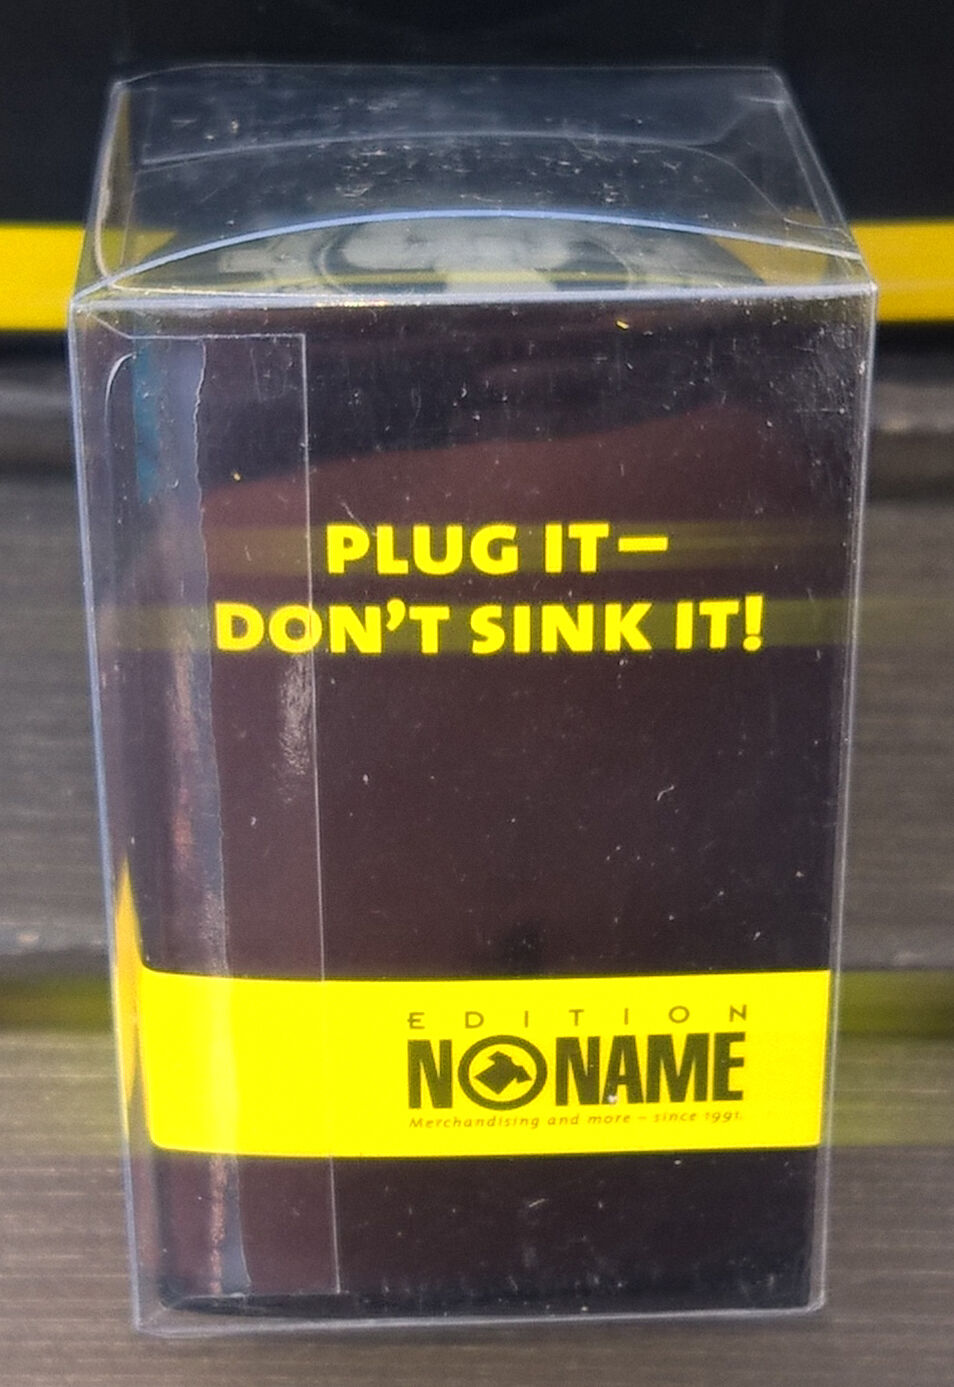 PLUG IT–
DON'T SINK IT!
EDITION
NONAME
Merchandising and more – since 1991.